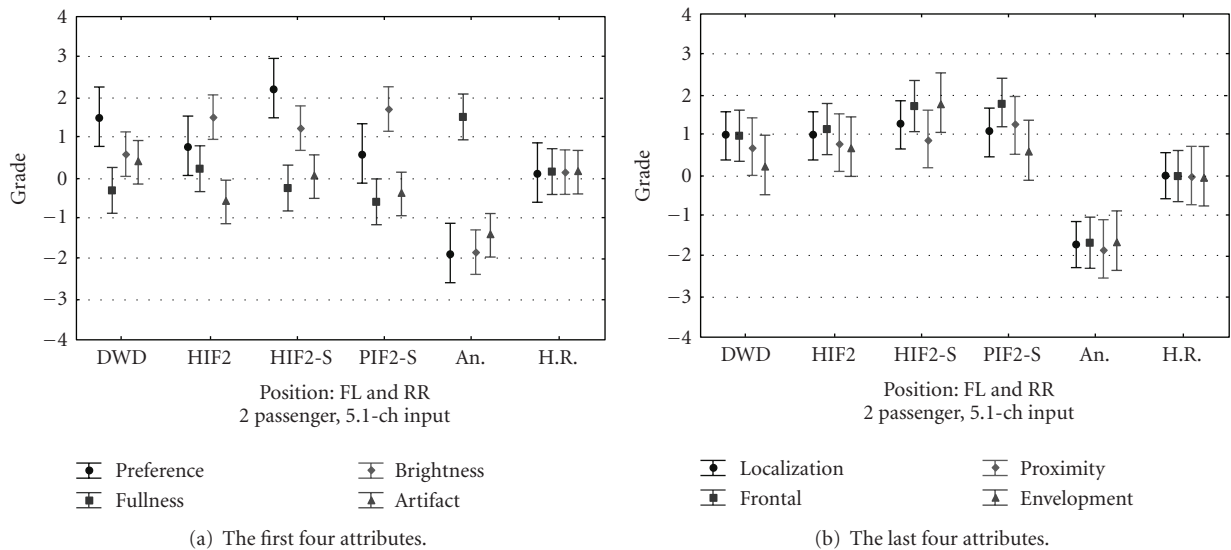 4
3
2
1
0
−1
−2
−3
−4
Grade
DWD HIF2 HIF2-S PIF2-S An. H.R.
Position: FL and RR
2 passenger, 5.1-ch input
Preference Brightness
Fullness Artifact
(a) The first four attributes.
4
3
2
1
0
−1
−2
−3
−4
Grade
DWD HIF2 HIF2-S PIF2-S An. H.R.
Position: FL and RR
2 passenger, 5.1-ch input
Localization Proximity
Frontal Envelopment
(b) The last four attributes.